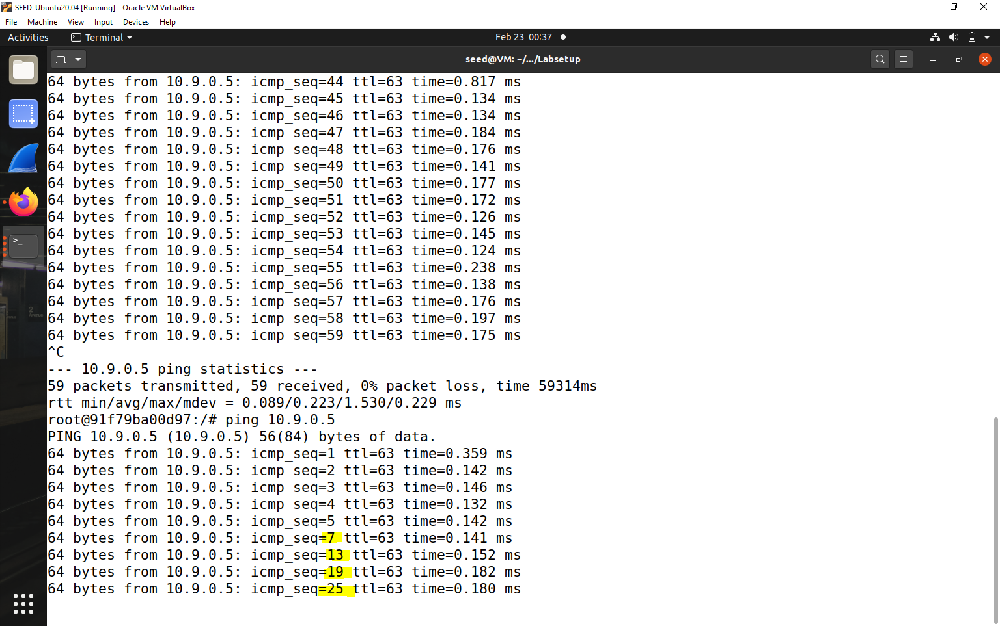 SEED-Ubuntu20.04 [Running] - Oracle VM VirtualBox
File Machine View Input Devices Help
Activities Terminal Feb 23 00:37
seed@VM: ~/.../Labsetup
64 bytes from 10.9.0.5: icmp_seq=44 ttl=63 time=0.817 ms
64 bytes from 10.9.0.5: icmp_seq=45 ttl=63 time=0.134 ms
64 bytes from 10.9.0.5: icmp_seq=46 ttl=63 time=0.134 ms
64 bytes from 10.9.0.5: icmp_seq=47 ttl=63 time=0.184 ms
64 bytes from 10.9.0.5: icmp_seq=48 ttl=63 time=0.176 ms
64 bytes from 10.9.0.5: icmp_seq=49 ttl=63 time=0.141 ms
64 bytes from 10.9.0.5: icmp_seq=50 ttl=63 time=0.177 ms
64 bytes from 10.9.0.5: icmp_seq=51 ttl=63 time=0.172 ms
64 bytes from 10.9.0.5: icmp_seq=52 ttl=63 time=0.126 ms
64 bytes from 10.9.0.5: icmp_seq=53 ttl=63 time=0.145 ms
64 bytes from 10.9.0.5: icmp_seq=54 ttl=63 time=0.124 ms
64 bytes from 10.9.0.5: icmp_seq=55 ttl=63 time=0.238 ms
64 bytes from 10.9.0.5: icmp_seq=56 ttl=63 time=0.138 ms
64 bytes from 10.9.0.5: icmp_seq=57 ttl=63 time=0.176 ms
64 bytes from 10.9.0.5: icmp_seq=58 ttl=63 time=0.197 ms
64 bytes from 10.9.0.5: icmp_seq=59 ttl=63 time=0.175 ms
^C
--- 10.9.0.5 ping statistics ---
59 packets transmitted, 59 received, 0% packet loss, time 59314ms
rtt min/avg/max/mdev = 0.089/0.223/1.530/0.229 ms
root@91f79ba00d97:/# ping 10.9.0.5
PING 10.9.0.5 (10.9.0.5) 56(84) bytes of data.
64 bytes from 10.9.0.5: icmp_seq=1 ttl=63 time=0.359 ms
64 bytes from 10.9.0.5: icmp_seq=2 ttl=63 time=0.142 ms
64 bytes from 10.9.0.5: icmp_seq=3 ttl=63 time=0.146 ms
64 bytes from 10.9.0.5: icmp_seq=4 ttl=63 time=0.132 ms
64 bytes from 10.9.0.5: icmp_seq=5 ttl=63 time=0.142 ms
64 bytes from 10.9.0.5: icmp_seq=7 ttl=63 time=0.141 ms
64 bytes from 10.9.0.5: icmp_seq=13 ttl=63 time=0.152 ms
64 bytes from 10.9.0.5: icmp_seq=19 ttl=63 time=0.182 ms
64 bytes from 10.9.0.5: icmp_seq=25 ttl=63 time=0.180 ms